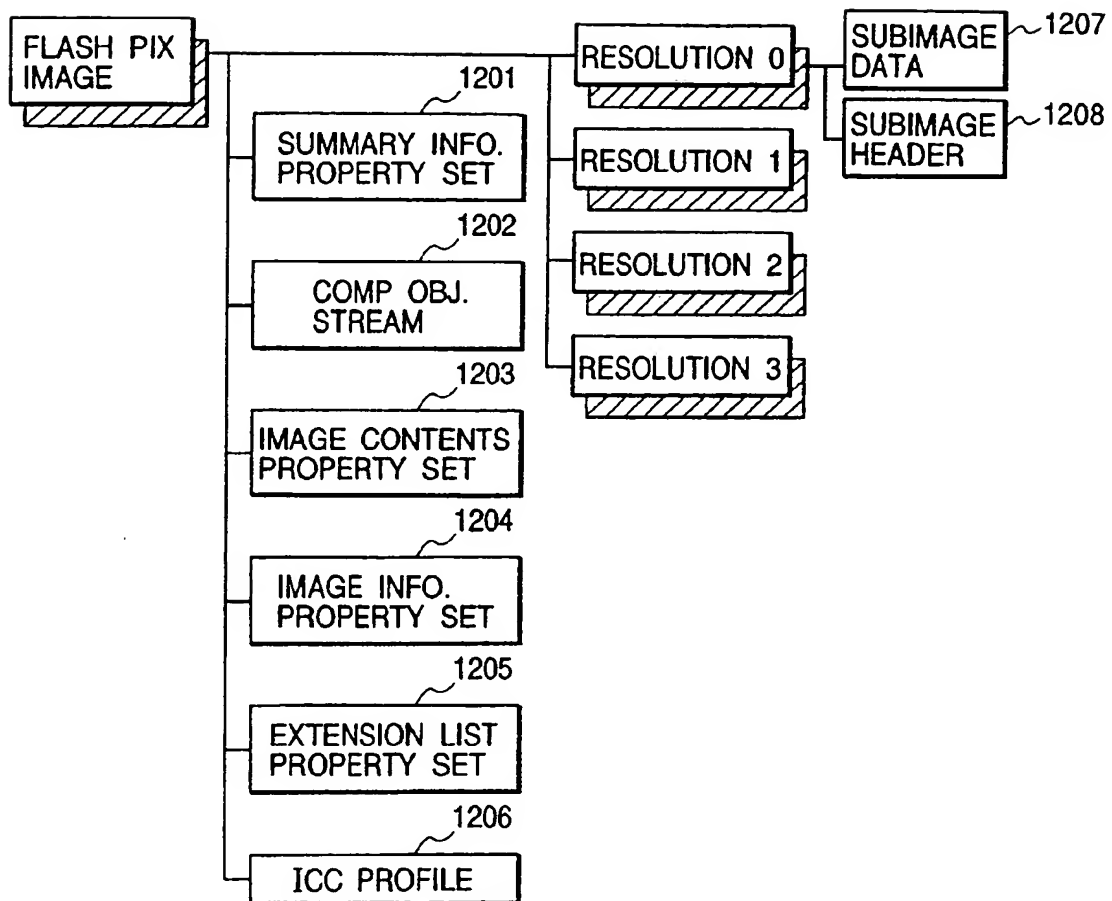 FLASH PIX
IMAGE
RESOLUTION 0
SUBIMAGE
DATA
1207
SUBIMAGE
HEADER
1208
1201
SUMMARY INFO.
PROPERTY SET
RESOLUTION 1
1202
COMP OBJ.
STREAM
RESOLUTION 2
1203
IMAGE CONTENTS
PROPERTY SET
RESOLUTION 3
1204
IMAGE INFO.
PROPERTY SET
1205
EXTENSION LIST
PROPERTY SET
1206
ICC PROFILE